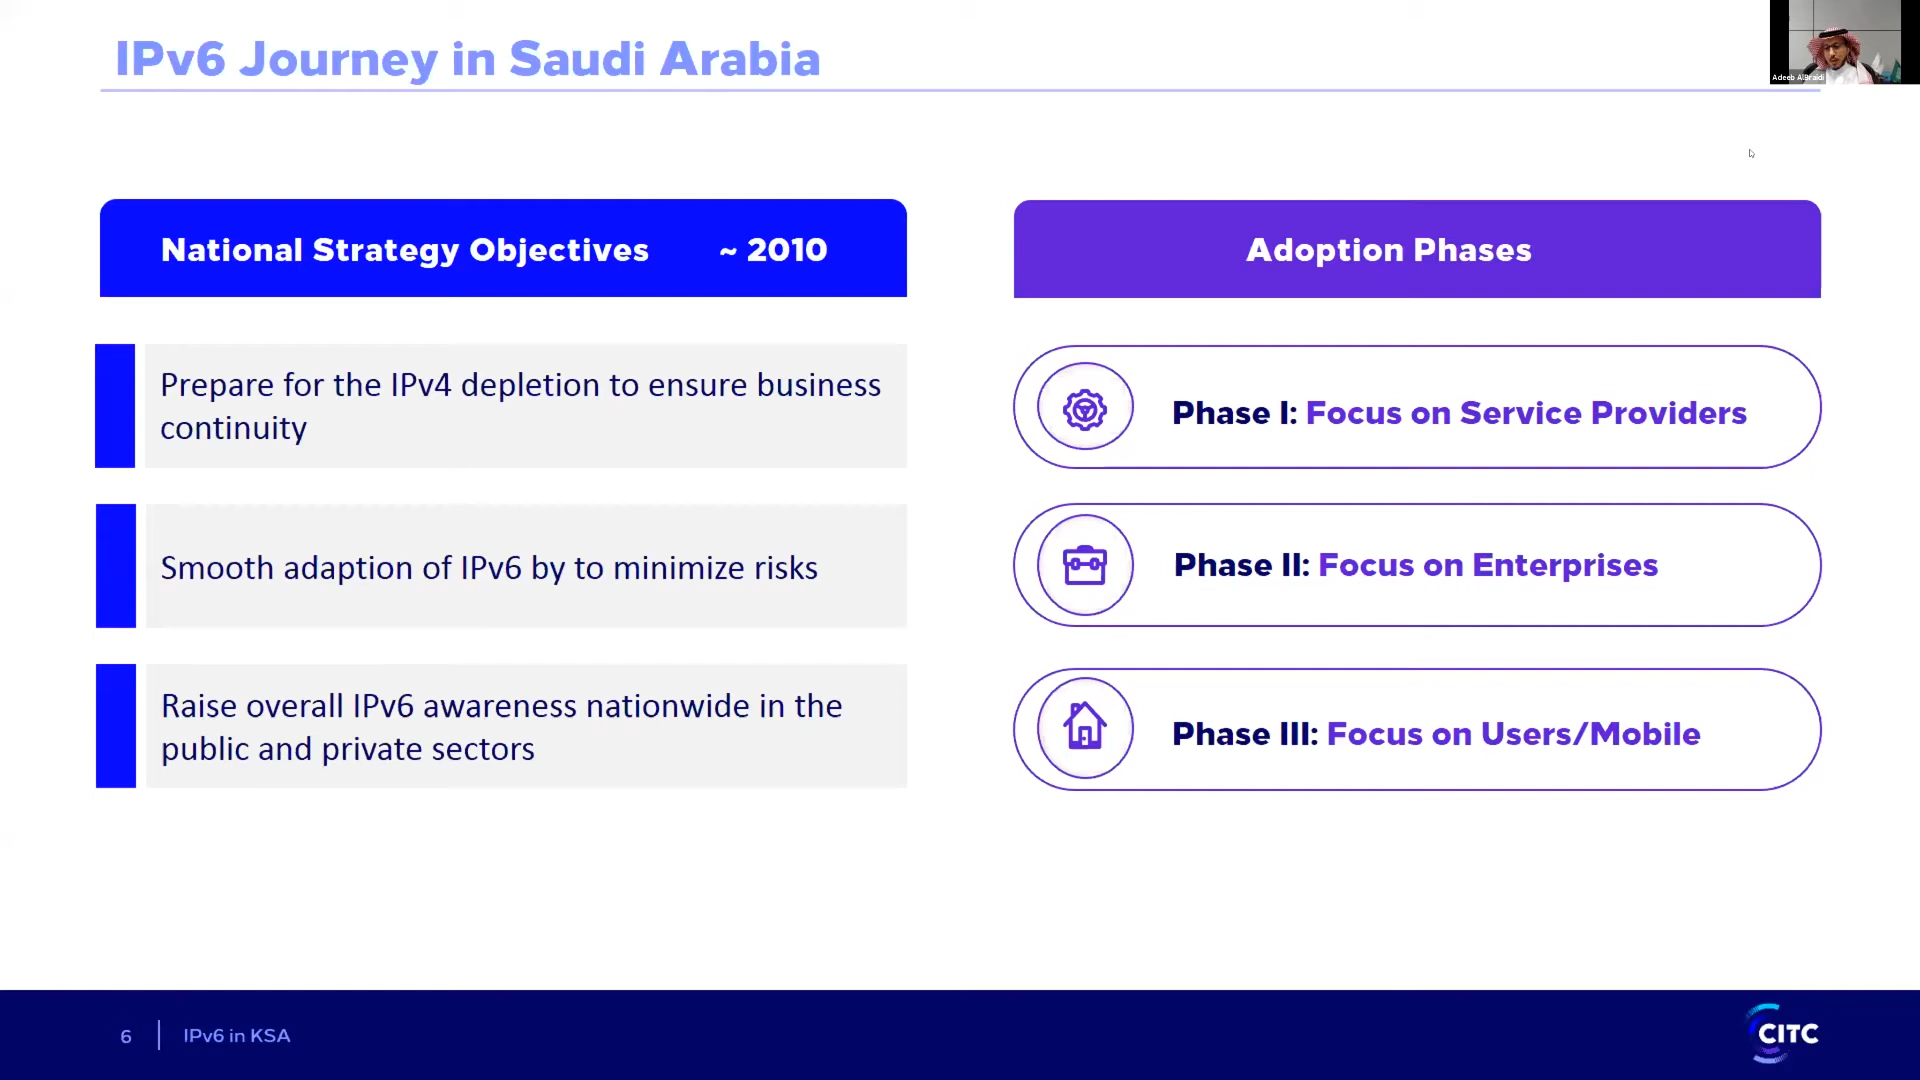 IPv6 Journey in Saudi Arabia
Adeeb AlBraidi
National Strategy Objectives ~ 2010
Prepare for the IPv4 depletion to ensure business
continuity
Smooth adaption of IPv6 by to minimize risks
Raise overall IPv6 awareness nationwide in the
public and private sectors
Adoption Phases
Phase I: Focus on Service Providers
Phase II: Focus on Enterprises
Phase III: Focus on Users/Mobile
6
IPv6 in KSA
CITC